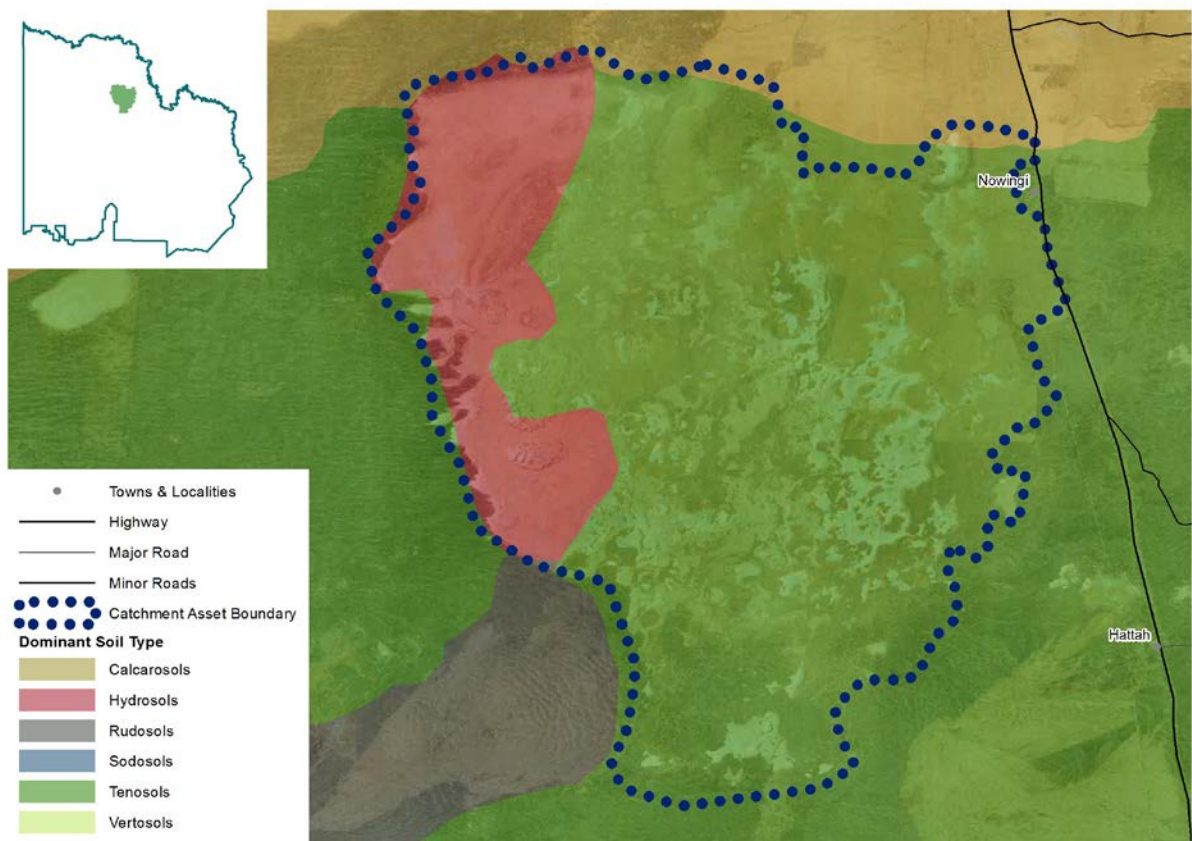 Nowingi
Hattah
Towns & Localities
Highway
Major Road
Minor Roads
Catchment Asset Boundary
Dominant Soil Type
Calcarosols
Hydrosols
Rudosols
Sodosols
Tenosols
Vertosols